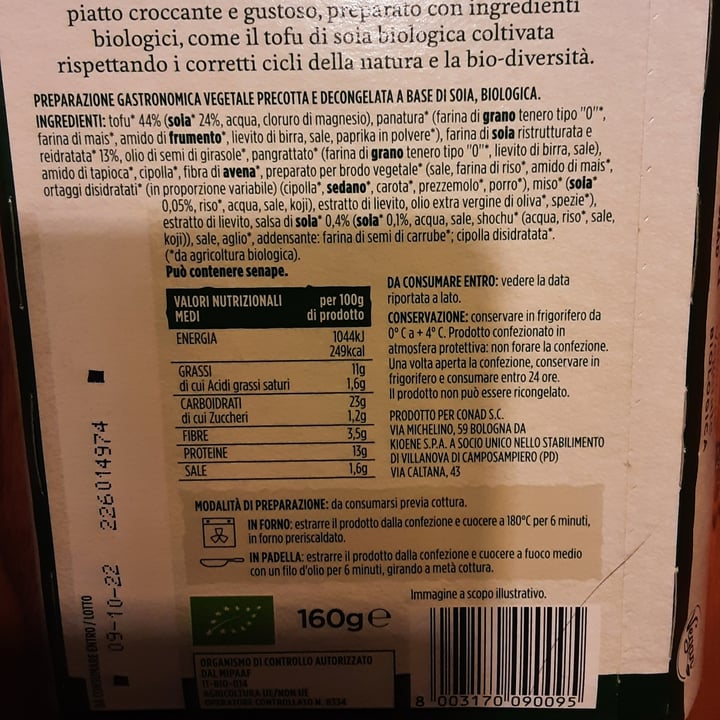 piatto croccante e gustoso, preparato con ingredienti
biologici, come il tofu di soia biologica coltivata
rispettando i corretti cicli della natura e la bio-diversità.
PREPARAZIONE GASTRONOMICA VEGETALE PRECOTTA E DECONGELATA A BASE DI SOIA, BIOLOGICA.
INGREDIENTI: tofu* 44% (soia* 24%, acqua, cloruro di magnesio), panatura* (farina di grano tenero tipo "0"*,
farina di mais*, amido di frumento*, lievito di birra, sale, paprika in polvere*), farina di soia ristrutturata e
reidratata* 13%, olio di semi di girasole*, pangrattato* (farina di grano tenero tipo "0"*, lievito di birra, sale),
amido di tapioca*, cipolla*, fibra di avena*, preparato per brodo vegetale* (sale, farina di riso*, amido di mais*,
ortaggi disidratati* (in proporzione variabile) (cipolla*, sedano*, carota*, prezzemolo*, porro*), miso* (soia*
0,05%, riso*, acqua, sale, koji), estratto di lievito, olio extra vergine di oliva*, spezie*),
estratto di lievito, salsa di soia* 0,4% (soia* 0,1%, acqua, sale, shochu* (acqua, riso*, sale,
koji)), sale, aglio*, addensante: farina di semi di carrube*; cipolla disidratata*.
(*da agricoltura biologica).
Può contenere senape.
VALORI NUTRIZIONALI MEDI per 100g di prodotto
ENERGIA 1044kJ
249kcal
GRASSI 11g
di cui Acidi grassi saturi 1,6g
CARBOIDRATI 23g
di cui Zuccheri 1,2g
FIBRE 3,5g
PROTEINE 13g
SALE 1,6g
DA CONSUMARE ENTRO: vedere la data
riportata a lato.
CONSERVAZIONE: conservare in frigorifero da
0° C a + 4° C. Prodotto confezionato in
atmosfera protettiva: non forare la confezione.
Una volta aperta la confezione, conservare in
frigorifero e consumare entro 24 ore.
Il prodotto non può essere ricongelato.
PRODOTTO PER CONAD S.C.
VIA MICHELINO, 59 BOLOGNA DA
KIOENE S.P.A. A SOCIO UNICO NELLO STABILIMENTO
DI VILLANOVA DI CAMPOSAMPIERO (PD)
VIA CALTANA, 43
MODALITÀ DI PREPARAZIONE: da consumarsi previa cottura.
IN FORNO: estrarre il prodotto dalla confezione e cuocere a 180°C per 6 minuti,
in forno preriscaldato.
IN PADELLA: estrarre il prodotto dalla confezione e cuocere a fuoco medio
con un filo d'olio per 6 minuti, girando a metà cottura.
Immagine a scopo illustrativo.
160g e
ORGANISMO DI CONTROLLO AUTORIZZATO
DAL MIPAAF
IT-BIO-014
AGRICOLTURA UE/NON UE
OPERATORE CONTROLLATO N. 8334
8 003170 090095
DA CONSUMARE ENTRO / LOTTO
09-10-22 226014974